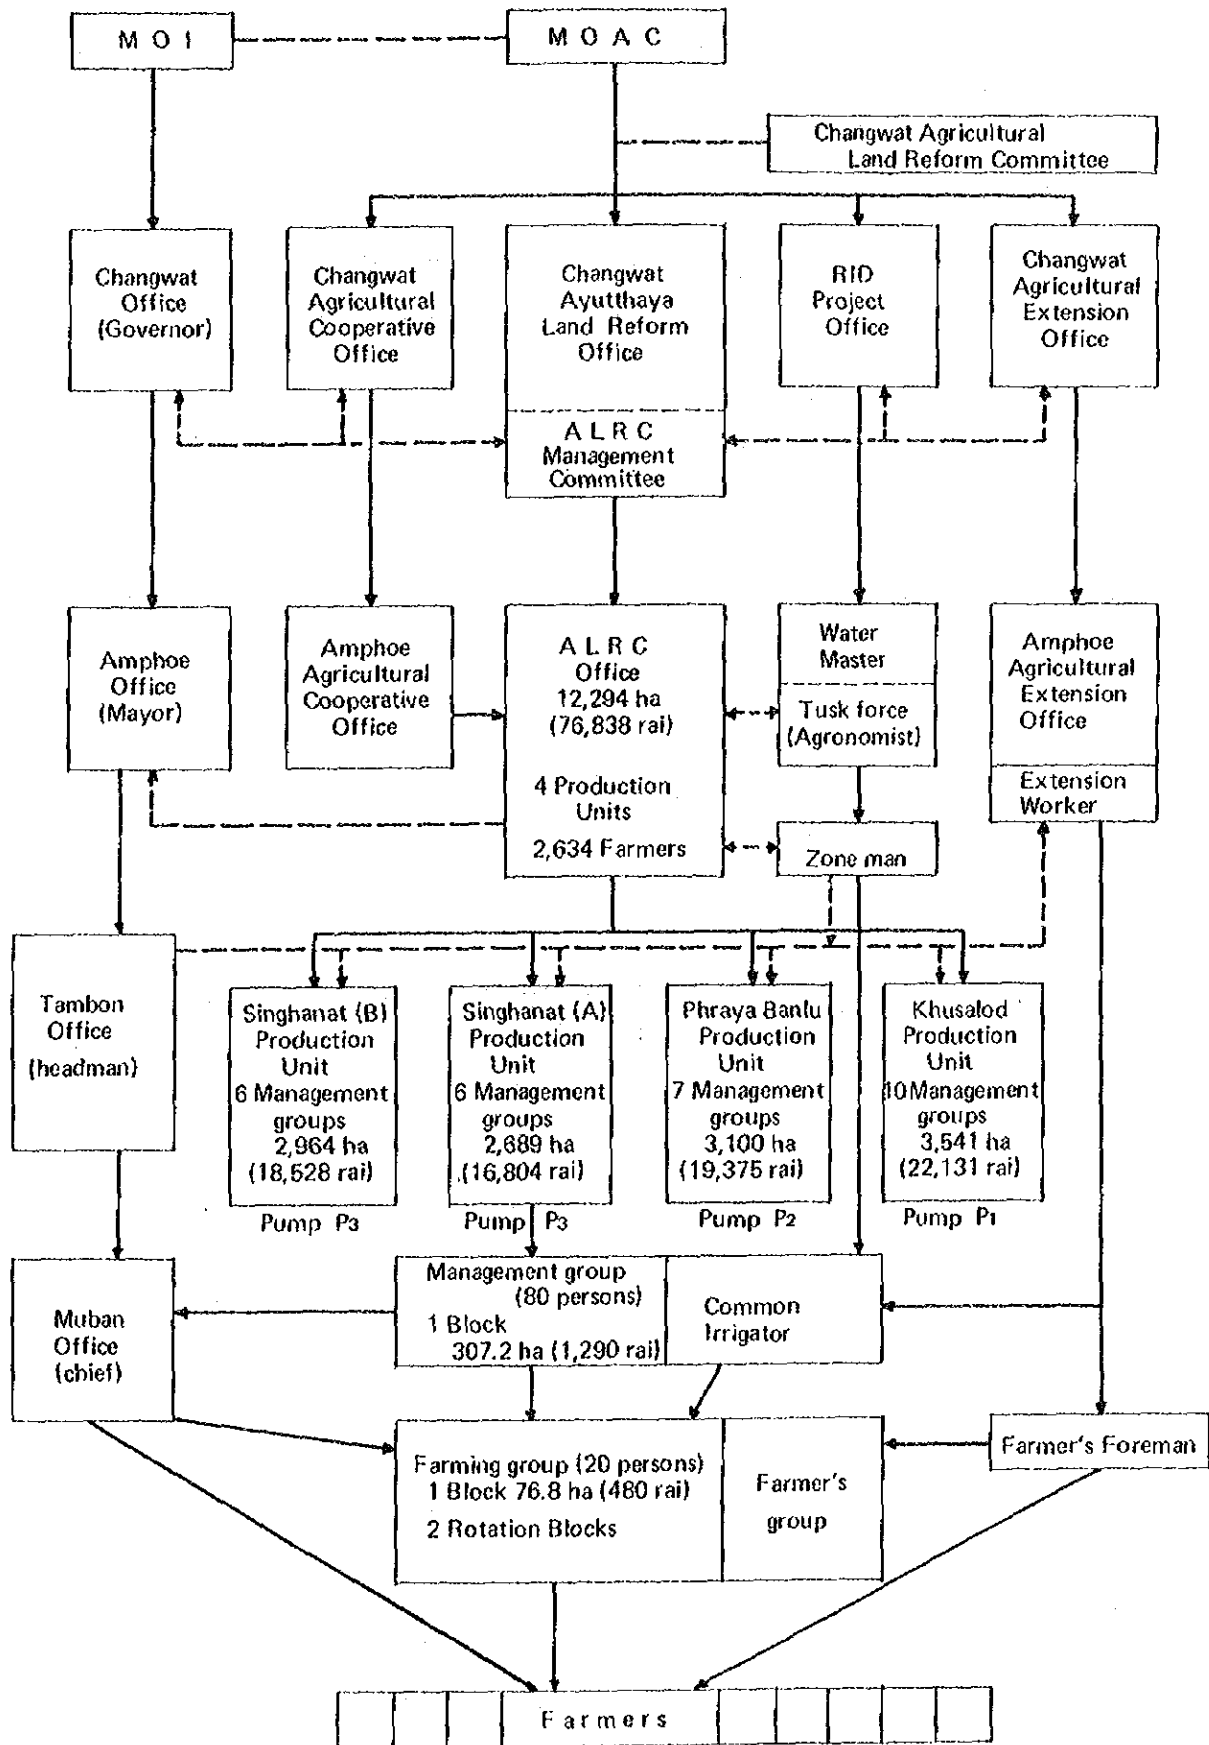 M O I
M O A C
Changwat Agricultural
Land Reform Committee
Changwat
Office
(Governor)
Changwat
Agricultural
Cooperative
Office
Changwat
Ayutthaya
Land Reform
Office
A L R C
Management
Committee
RID
Project
Office
Changwat
Agricultural
Extension
Office
Amphoe
Office
(Mayor)
Amphoe
Agricultural
Cooperative
Office
A L R C
Office
12,294 ha
(76,838 rai)
4 Production
Units
2,634 Farmers
Water
Master
Tusk force
(Agronomist)
Amphoe
Agricultural
Extension
Office
Extension
Worker
Zone man
Tambon
Office
(headman)
Singhanat (B)
Production
Unit
6 Management
groups
2,964 ha
(18,528 rai)
Pump P3
Singhanat (A)
Production
Unit
6 Management
groups
2,689 ha
(16,804 rai)
Pump P3
Phraya Banlu
Production
Unit
7 Management
groups
3,100 ha
(19,375 rai)
Pump P2
Khusalod
Production
Unit
10 Management
groups
3,541 ha
(22,131 rai)
Pump P1
Muban
Office
(chief)
Management group
(80 persons)
1 Block
307.2 ha (1,290 rai)
Common
Irrigator
Farming group (20 persons)
1 Block 76.8 ha (480 rai)
2 Rotation Blocks
Farmer's
group
Farmer's Foreman
Farmers